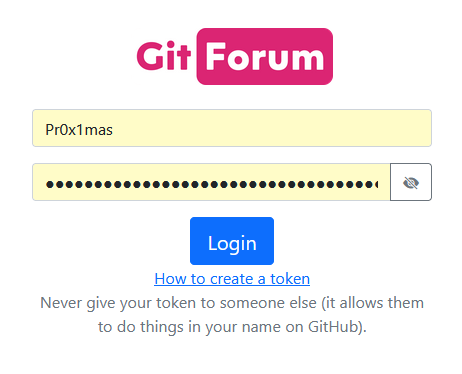 Git Forum
Pr0x1mas
Login
How to create a token
Never give your token to someone else (it allows them
to do things in your name on GitHub).